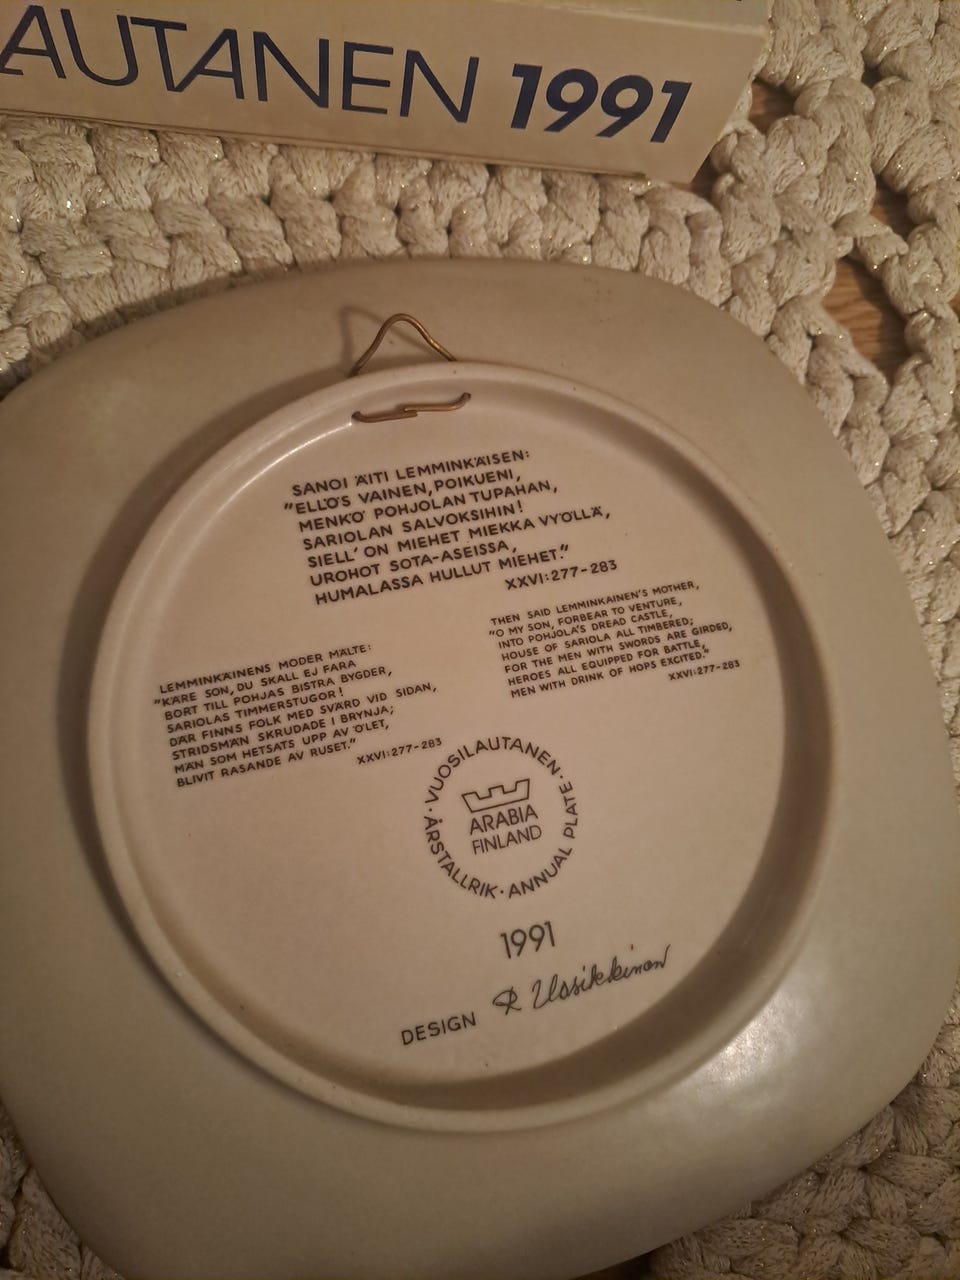 AUTANEN 1991
SANOI ÄITI LEMMINKÄISEN:
"ELLÖS VAINEN, POIKUENI,
MENKÖ POHJOLAN TUPAHAN,
SARIOLAN SALVOKSIHIN!
SIELL' ON MIEHET MIEKKA VYÖLLÄ,
UROHOT SOTA-ASEISSA,
HUMALASSA HULLUT MIEHET."
XXVI:277-283
THEN SAID LEMMINKAINEN'S MOTHER,
"O MY SON, FORBEAR TO VENTURE,
INTO POHJOLA'S DREAD CASTLE,
HOUSE OF SARIOLA ALL TIMBERED;
FOR THE MEN WITH SWORDS ARE GIRDED,
HEROES ALL EQUIPPED FOR BATTLE,
MEN WITH DRINK OF HOPS EXCITED."
XXVI:277-283
LEMMINKÄINENS MODER MÄLTE:
"KÄRE SON, DU SKALL EJ FARA
BORT TILL POHJAS BISTRA BYGDER,
SARIOLAS TIMMERSTUGOR!
DÄR FINNS FOLK MED SVÄRD VID SIDAN,
STRIDSMÄN SKRUDADE I BRYNJA;
MÄN SOM HETSATS UPP AV ÖLET,
BLIVIT RASANDE AV RUSET."
XXVI:277-283
· VUOSILAUTANEN · ANNUAL PLATE · ÅRSTALLRIK
ARABIA
FINLAND
1991
DESIGN R Uosikkinen